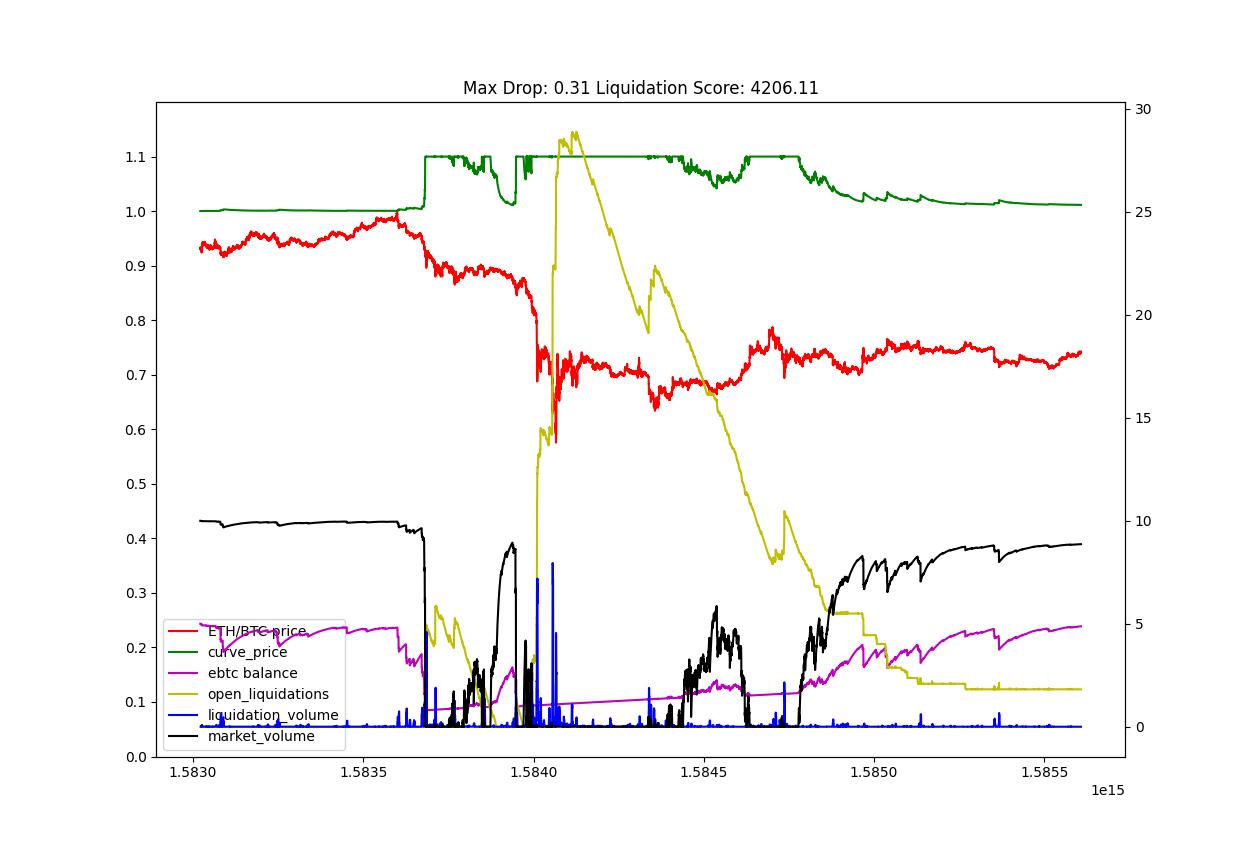 Max Drop: 0.31 Liquidation Score: 4206.11
30
1.1
1.0
25
0.9
0.8
20
0.7
15
0.6
0.5
10
0.4
0.3
5
0.2
0.1
0
0.0
ETH/BTC price
curve_price
ebtc balance
open_liquidations
liquidation_volume
market_volume
1.5830 1.5835 1.5840 1.5845 1.5850 1.5855
1e15